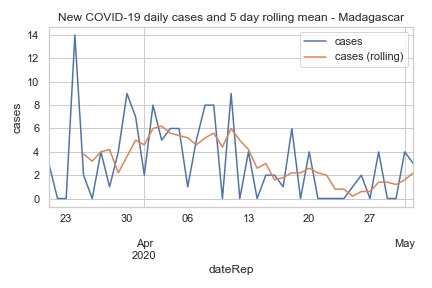 New COVID-19 daily cases and 5 day rolling mean - Madagascar
cases
cases (rolling)
14
12
10
8
6
4
2
0
cases
23
30
06
13
20
27
Apr
2020
May
dateRep